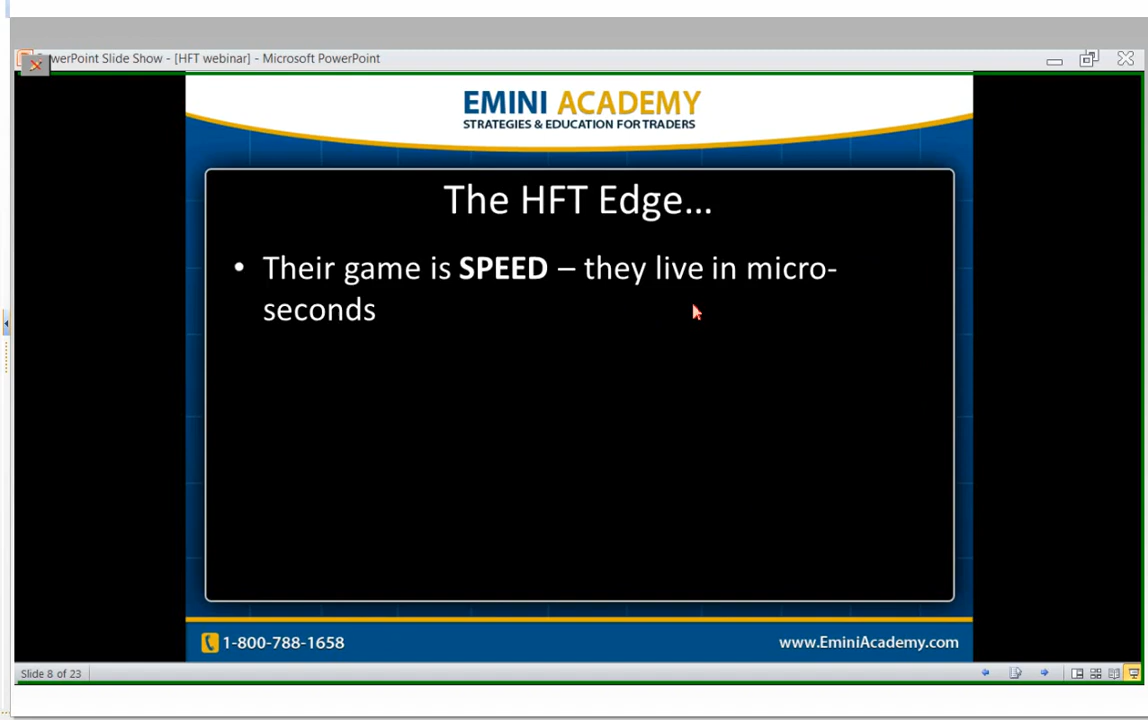 werPoint Slide Show - [HFT webinar] - Microsoft PowerPoint
EMINI ACADEMY
STRATEGIES & EDUCATION FOR TRADERS
The HFT Edge...
• Their game is SPEED – they live in micro-
seconds
1-800-788-1658
www.EminiAcademy.com
Slide 8 of 23